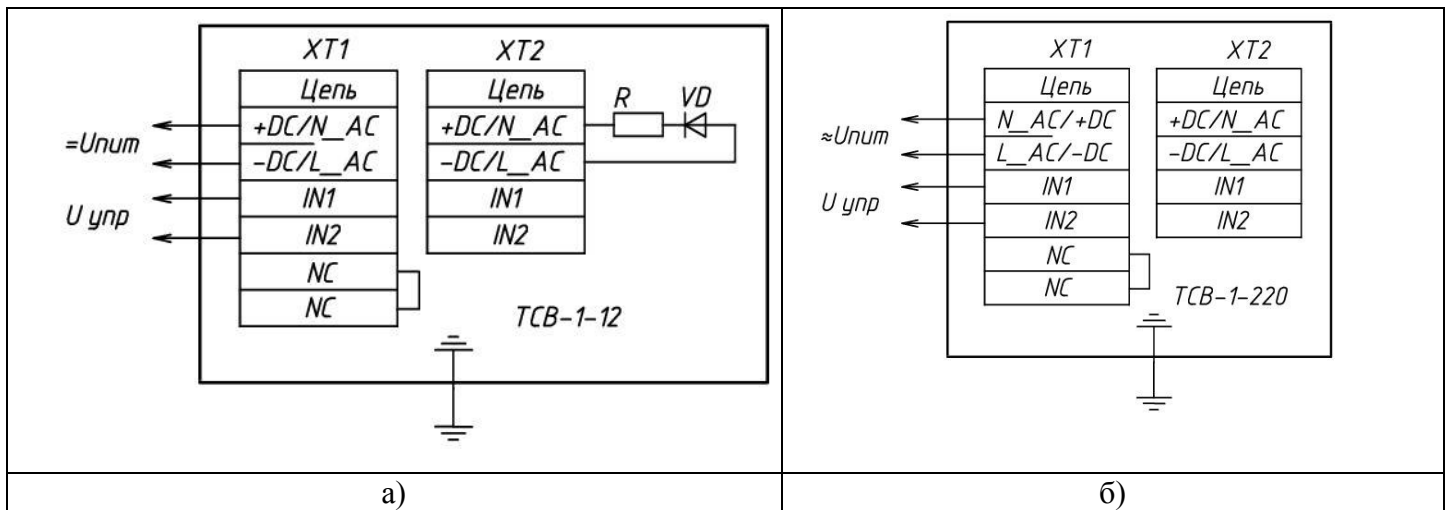 XT1
XT2
Цепь
Цепь
R
VD
+DC/N_AC
+DC/N_AC
=Uпит
-DC/L_AC
-DC/L_AC
IN1
IN1
U упр
IN2
IN2
NC
NC
ТСВ-1-12
а)
XT1
XT2
Цепь
Цепь
N_AC/+DC
+DC/N_AC
≈Uпит
L_AC/-DC
-DC/L_AC
IN1
IN1
U упр
IN2
IN2
NC
NC
ТСВ-1-220
б)